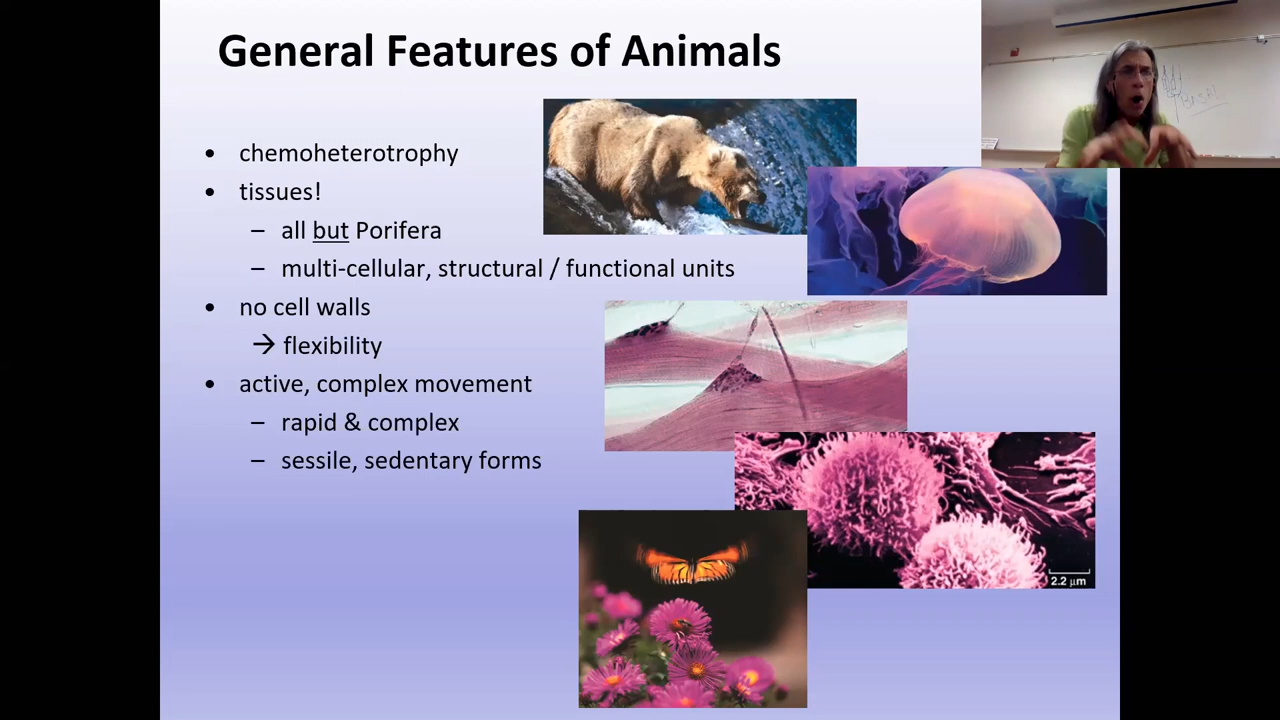 General Features of Animals
• chemoheterotrophy
• tissues!
– all but Porifera
– multi-cellular, structural / functional units
• no cell walls
→ flexibility
• active, complex movement
– rapid & complex
– sessile, sedentary forms
2.2 μm
BASAL